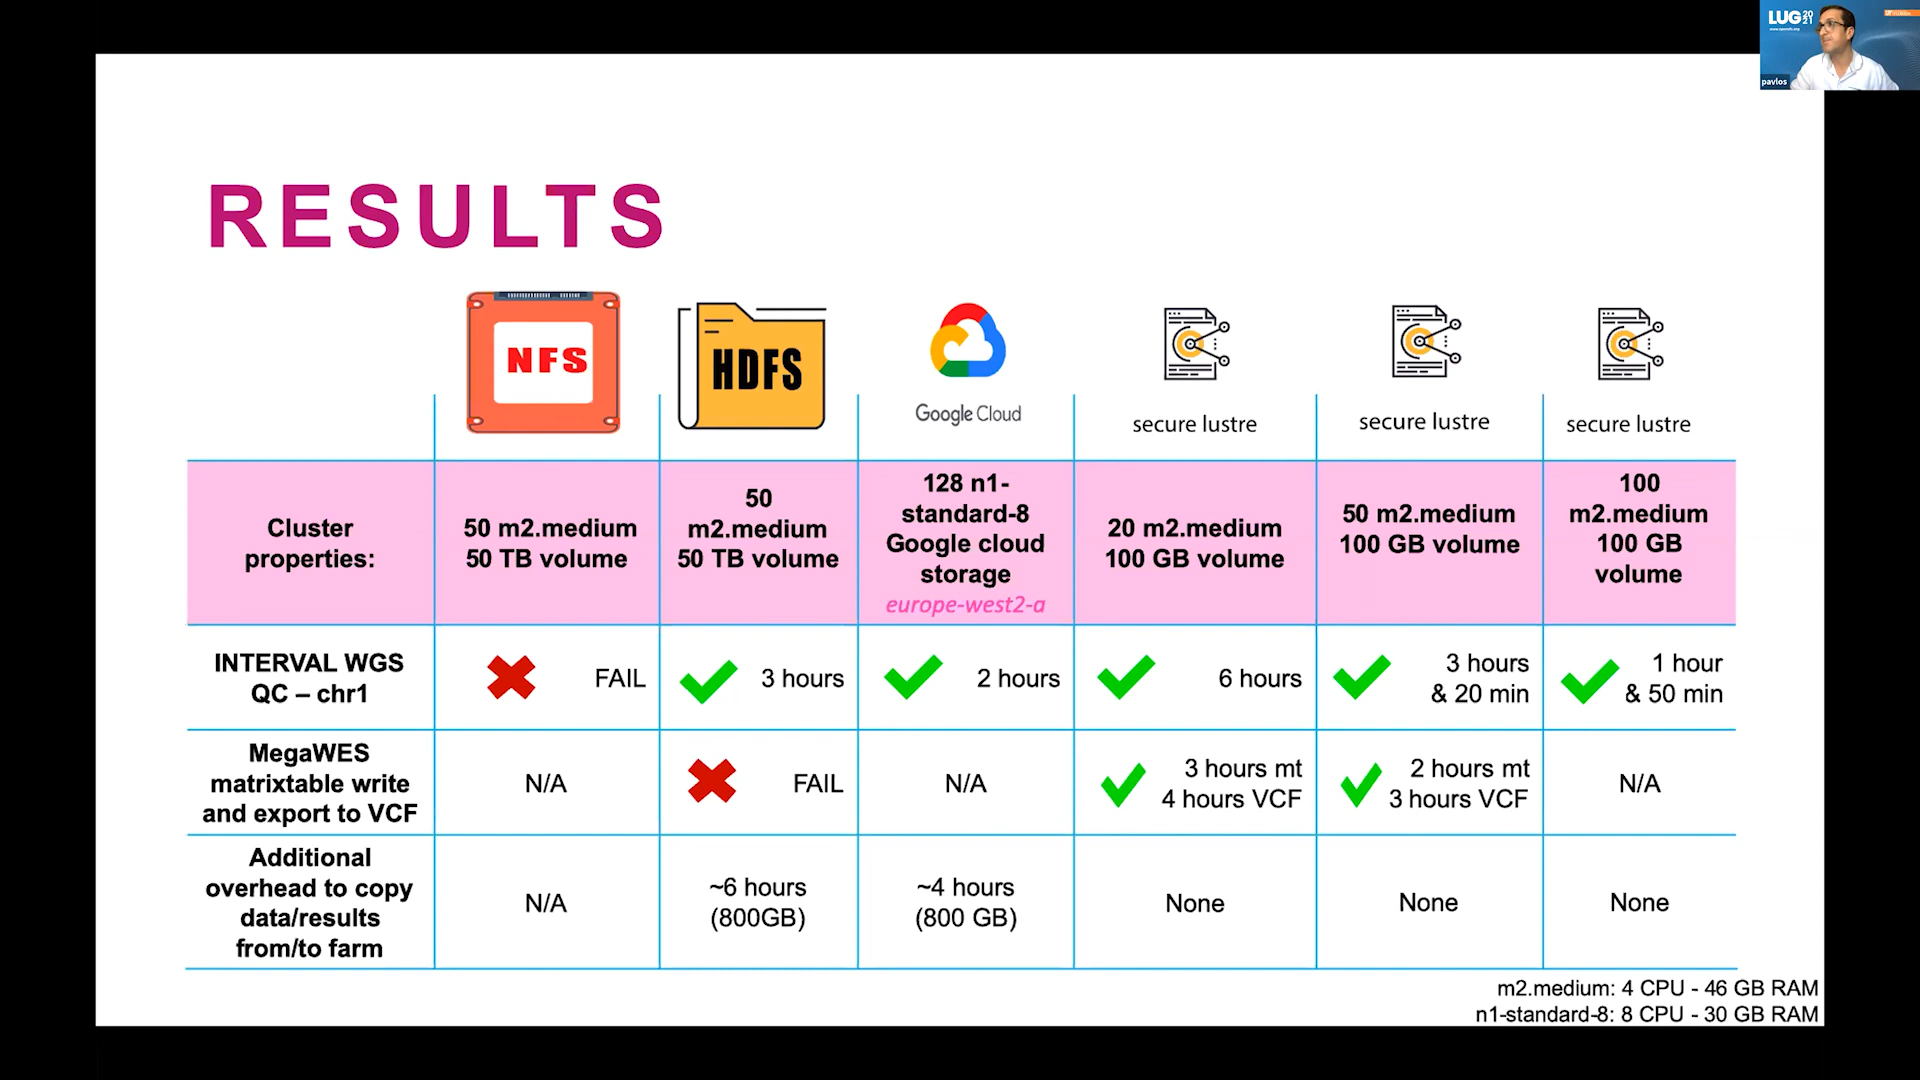 LUG 20
21
pavlos
RESULTS
NFS
HDFS
Google Cloud
secure lustre
secure lustre
secure lustre
Cluster
properties:
50 m2.medium
50 TB volume
50
m2.medium
50 TB volume
128 n1-
standard-8
Google cloud
storage
europe-west2-a
20 m2.medium
100 GB volume
50 m2.medium
100 GB volume
100
m2.medium
100 GB
volume
INTERVAL WGS
QC – chr1
FAIL
3 hours
2 hours
6 hours
3 hours
& 20 min
1 hour
& 50 min
MegaWES
matrixtable write
and export to VCF
N/A
FAIL
N/A
3 hours mt
4 hours VCF
2 hours mt
3 hours VCF
N/A
Additional
overhead to copy
data/results
from/to farm
N/A
~6 hours
(800GB)
~4 hours
(800 GB)
None
None
None
m2.medium: 4 CPU - 46 GB RAM
n1-standard-8: 8 CPU - 30 GB RAM